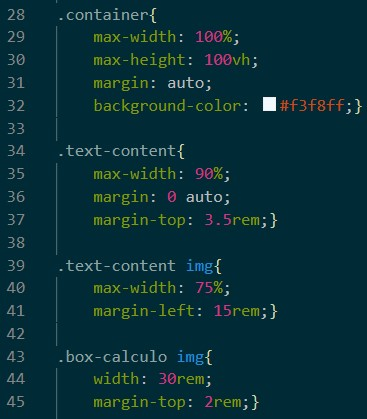 28 .container{
29 max-width: 100%;
30 max-height: 100vh;
31 margin: auto;
32 background-color: #f3f8ff;}
33
34 .text-content{
35 max-width: 90%;
36 margin: 0 auto;
37 margin-top: 3.5rem;}
38
39 .text-content img{
40 max-width: 75%;
41 margin-left: 15rem;}
42
43 .box-calculo img{
44 width: 30rem;
45 margin-top: 2rem;}